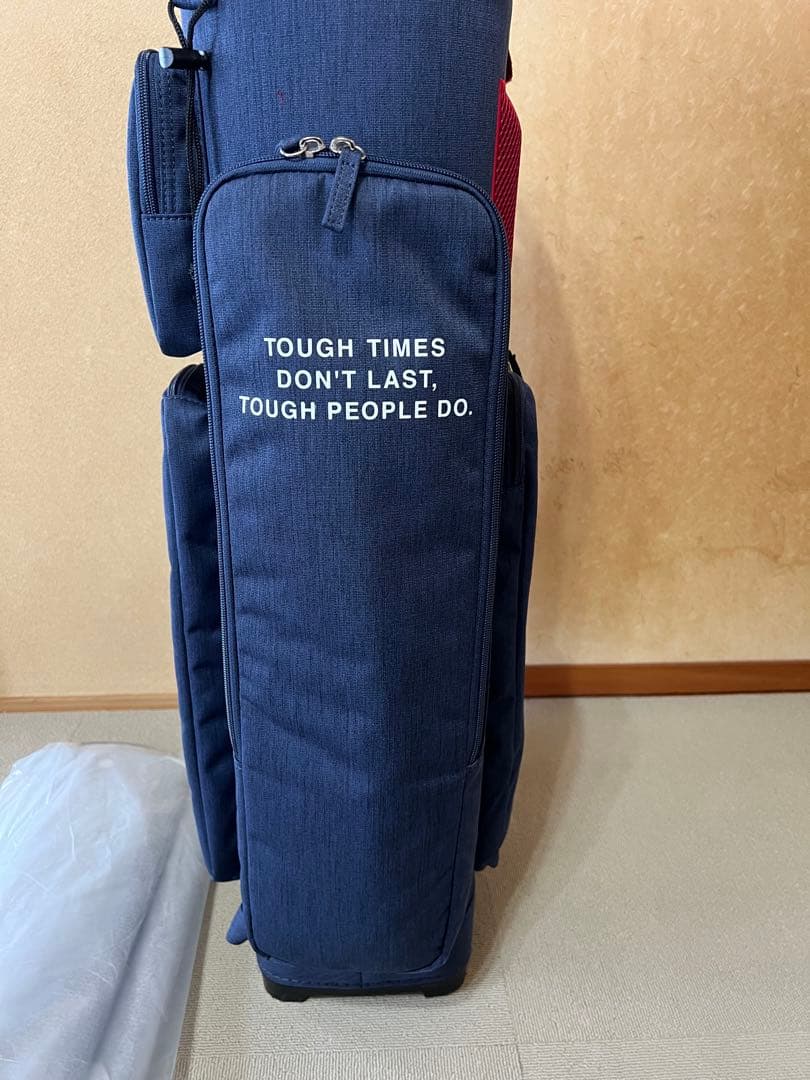 TOUGH TIMES
DON'T LAST,
TOUGH PEOPLE DO.